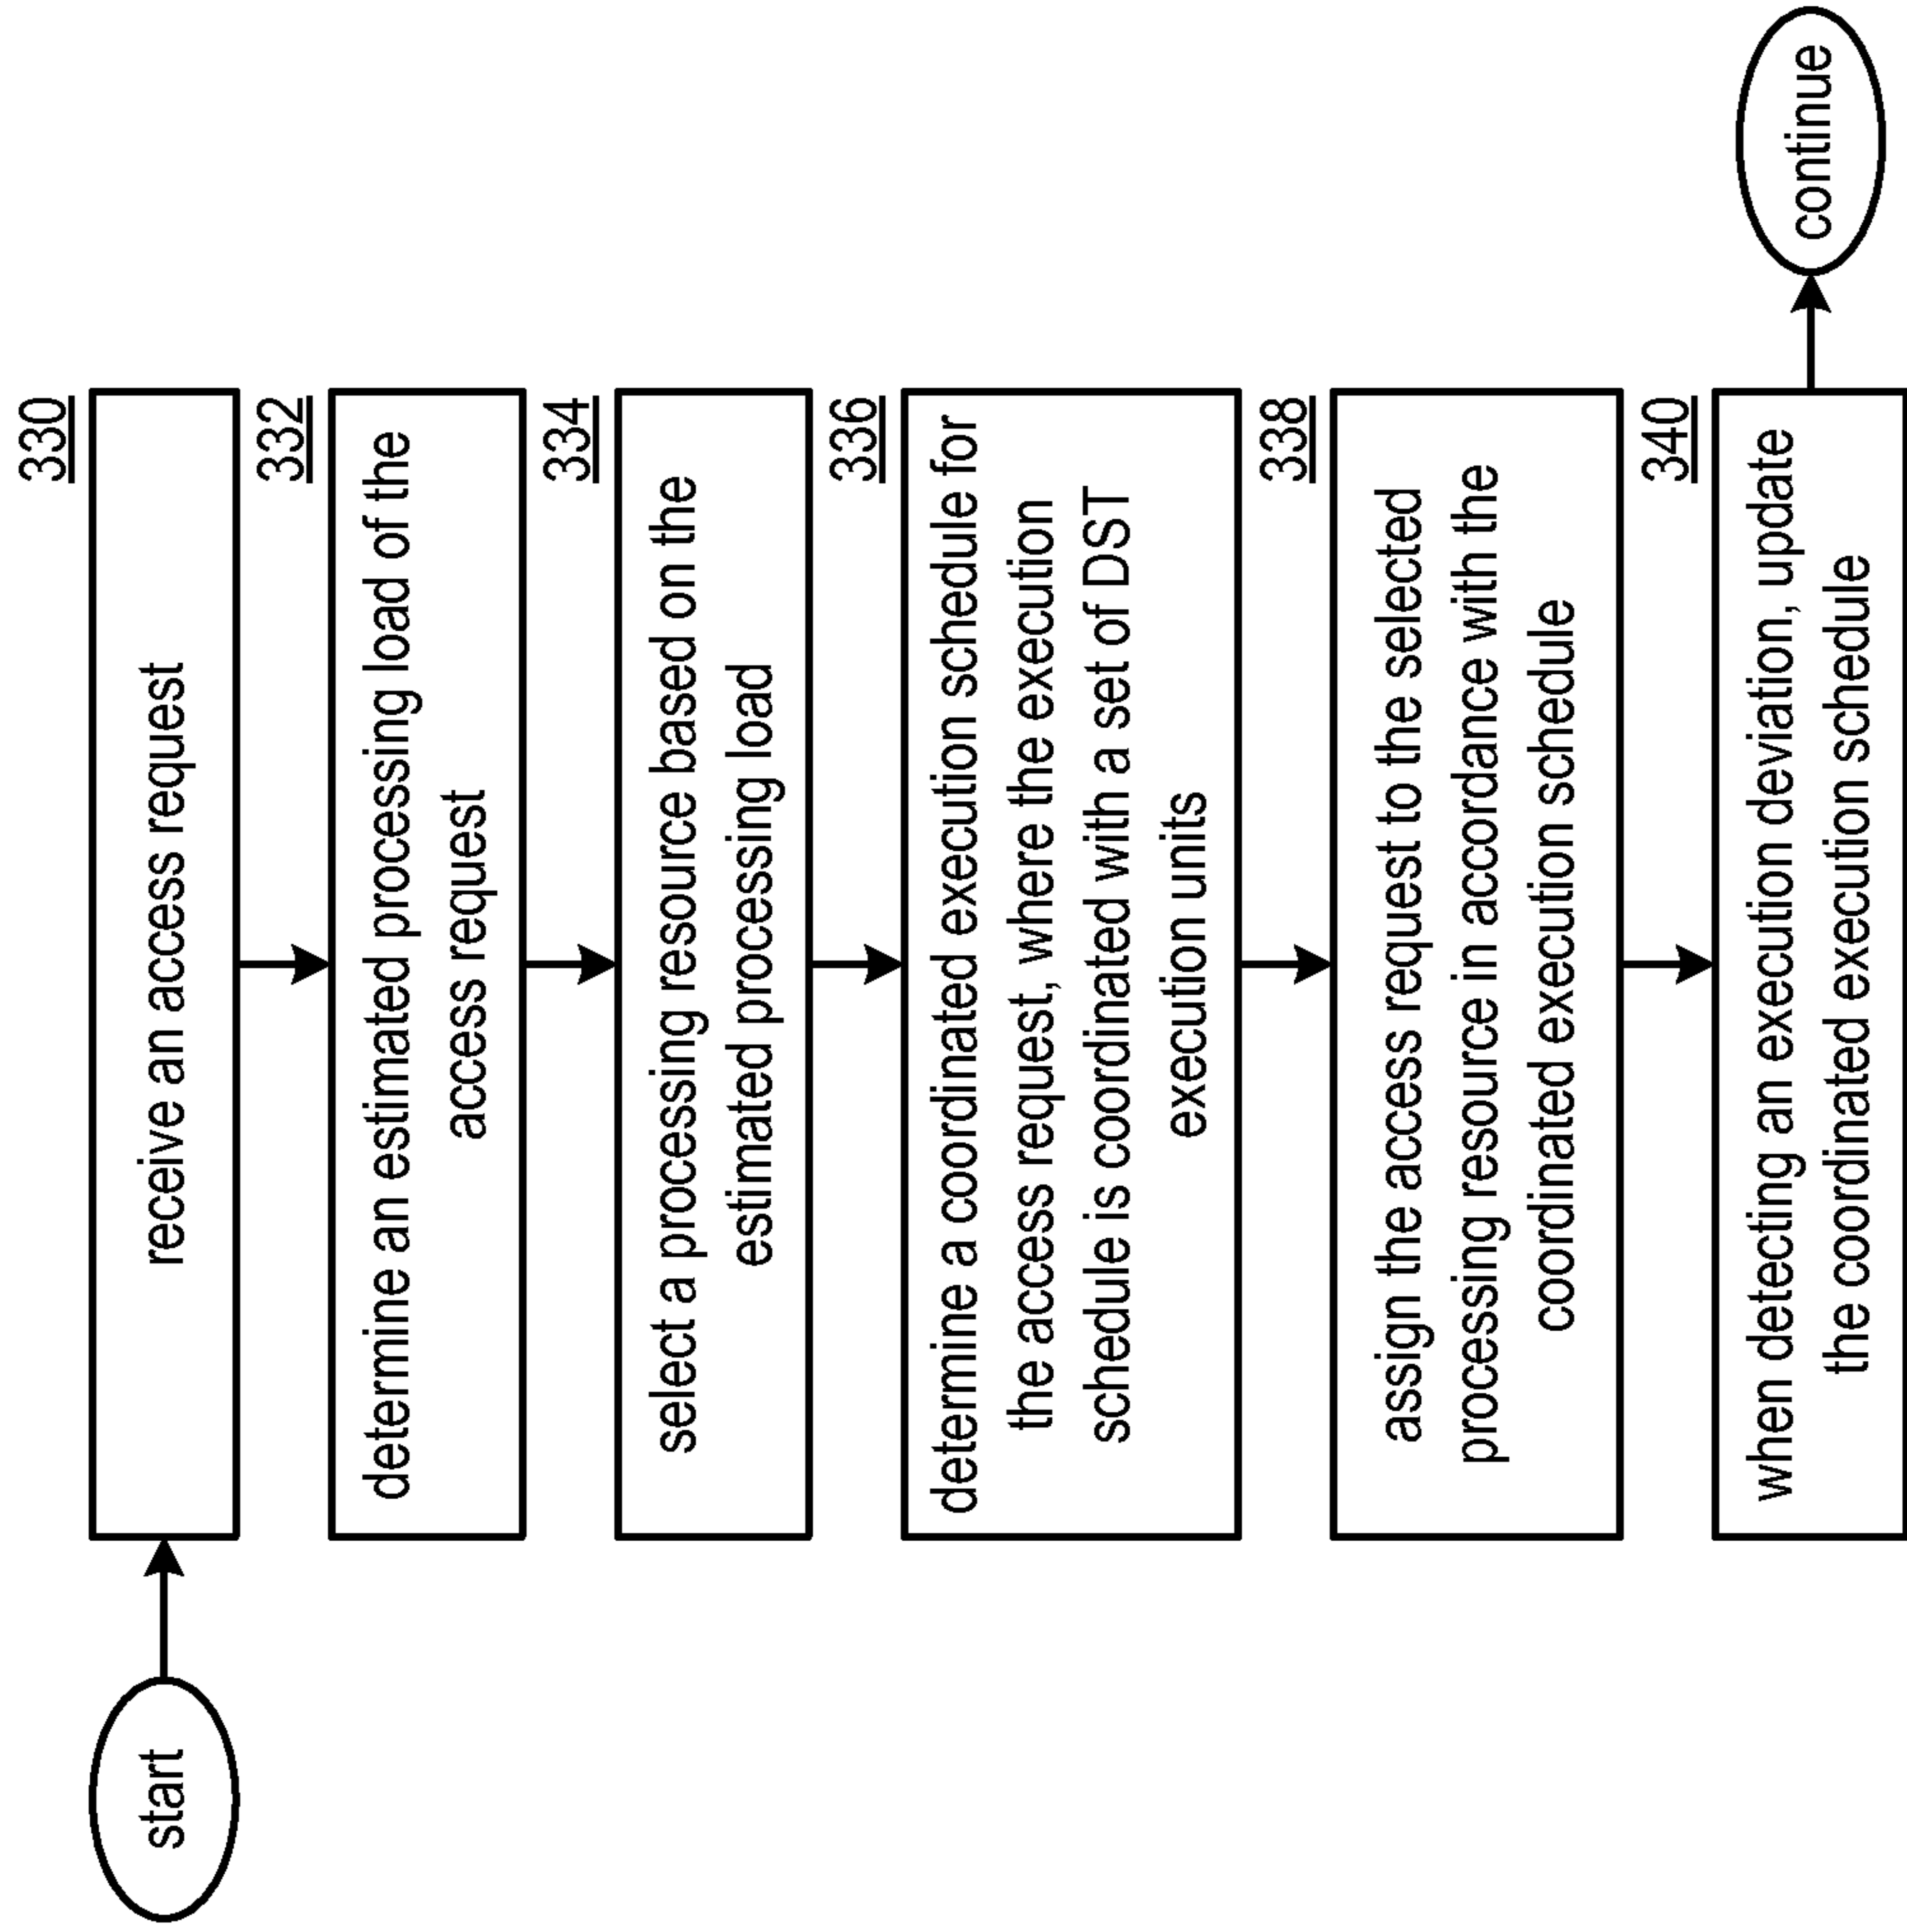 start
330
receive an access request
332
determine an estimated processing load of the
access request
334
select a processing resource based on the
estimated processing load
336
determine a coordinated execution schedule for
the access request, where the execution
schedule is coordinated with a set of DST
execution units
338
assign the access request to the selected
processing resource in accordance with the
coordinated execution schedule
340
when detecting an execution deviation, update
the coordinated execution schedule
continue